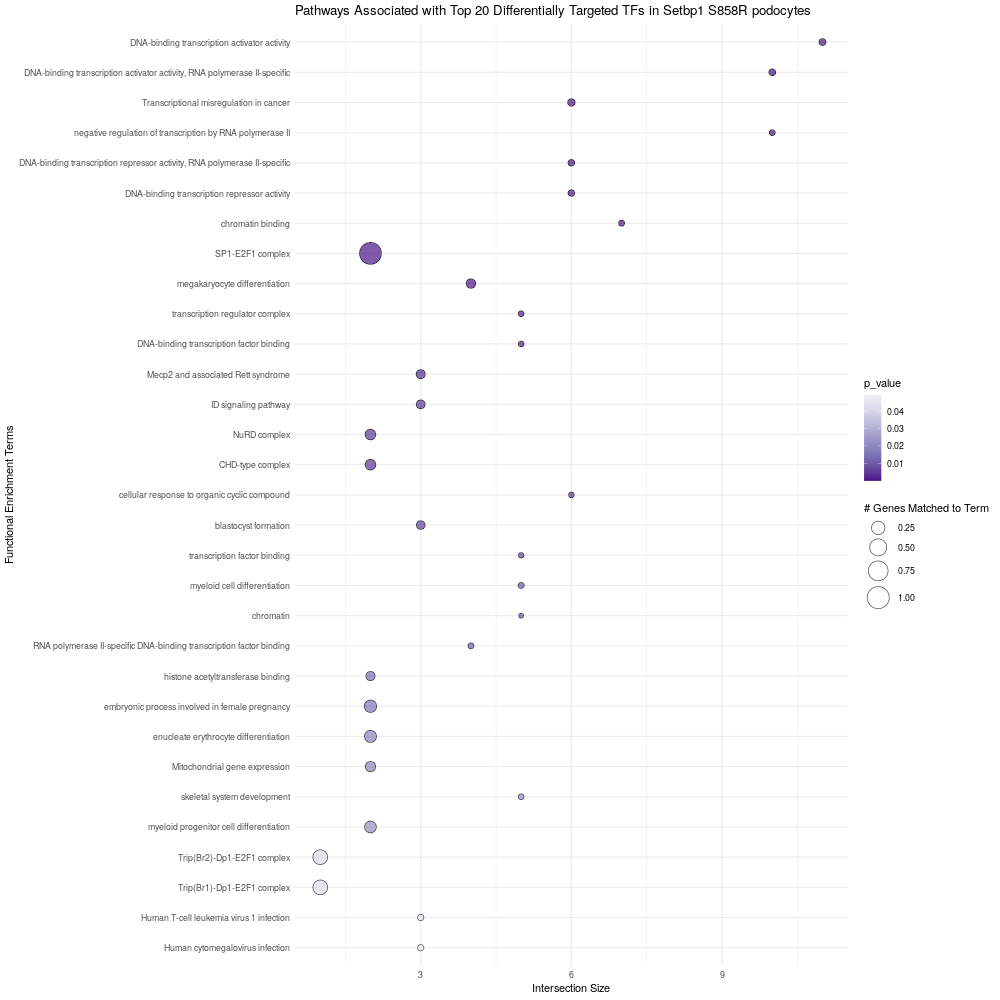 Pathways Associated with Top 20 Differentially Targeted TFs in Setbp1 S858R podocytes
Functional Enrichment Terms
DNA-binding transcription activator activity
DNA-binding transcription activator activity, RNA polymerase II-specific
Transcriptional misregulation in cancer
negative regulation of transcription by RNA polymerase II
DNA-binding transcription repressor activity, RNA polymerase II-specific
DNA-binding transcription repressor activity
chromatin binding
SP1-E2F1 complex
megakaryocyte differentiation
transcription regulator complex
DNA-binding transcription factor binding
Mecp2 and associated Rett syndrome
ID signaling pathway
NuRD complex
CHD-type complex
cellular response to organic cyclic compound
blastocyst formation
transcription factor binding
myeloid cell differentiation
chromatin
RNA polymerase II-specific DNA-binding transcription factor binding
histone acetyltransferase binding
embryonic process involved in female pregnancy
enucleate erythrocyte differentiation
Mitochondrial gene expression
skeletal system development
myeloid progenitor cell differentiation
Trip(Br2)-Dp1-E2F1 complex
Trip(Br1)-Dp1-E2F1 complex
Human T-cell leukemia virus 1 infection
Human cytomegalovirus infection
3 6 9
Intersection Size
p_value
0.04
0.03
0.02
0.01
# Genes Matched to Term
0.25
0.50
0.75
1.00